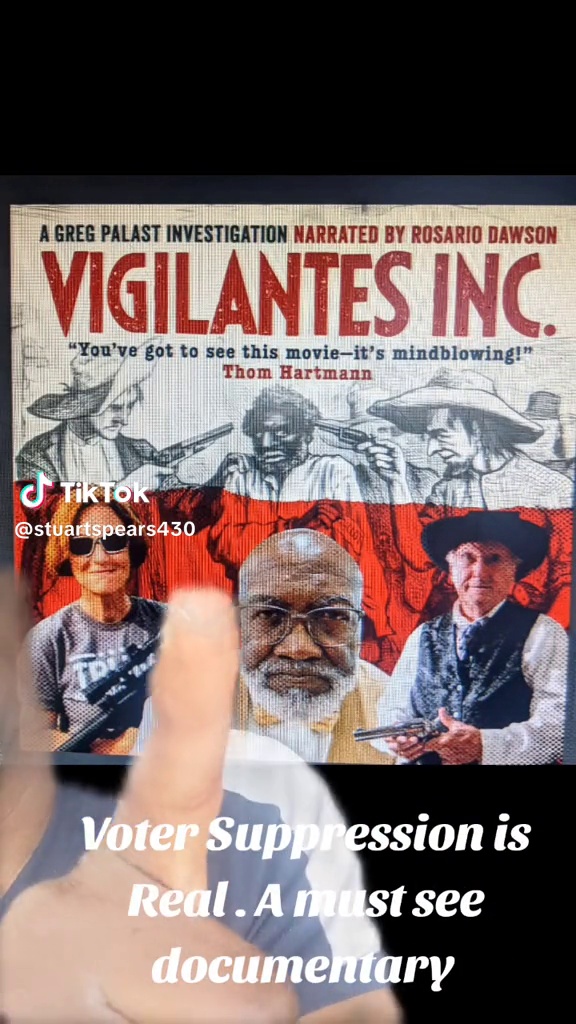 A GREG PALAST INVESTIGATION NARRATED BY ROSARIO DAWSON
VIGILANTES INC.
"You've got to see this movie—it's mindblowing!"
Thom Hartmann
TikTok
@stuartspears430
Voter Suppression is
Real . A must see
documentary